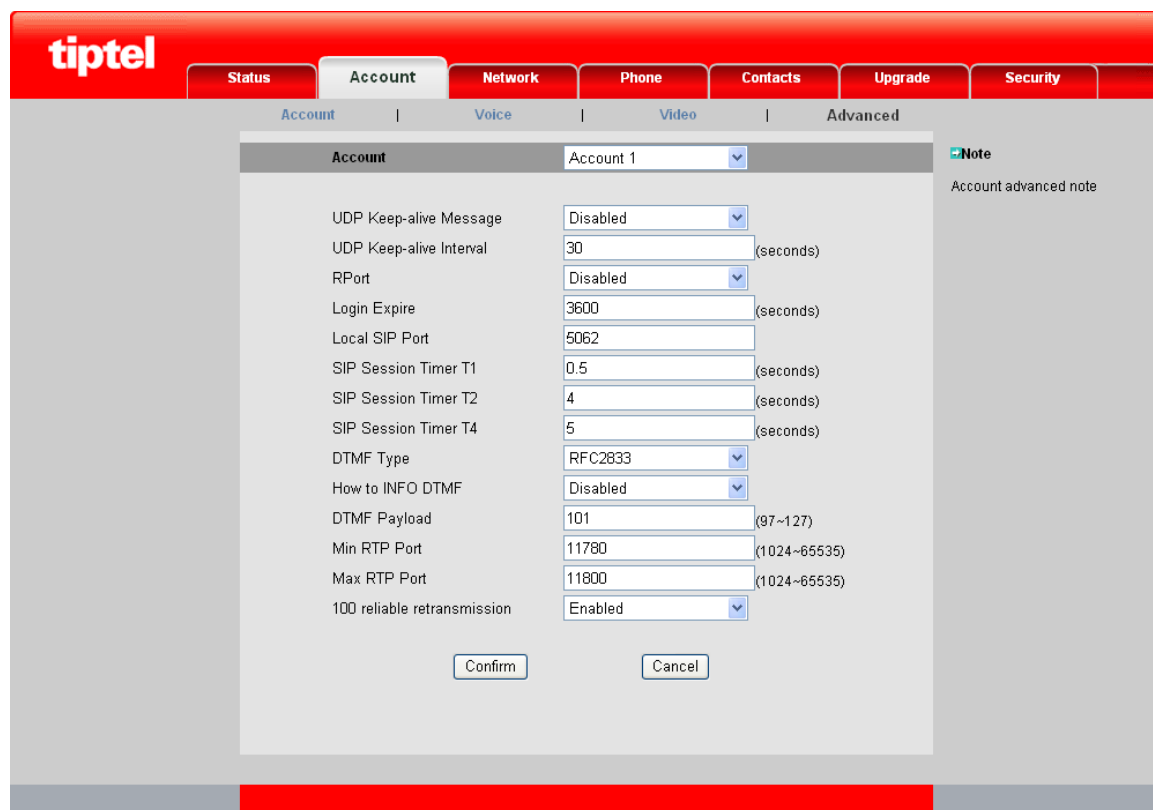 tiptel
Status Account Network Phone Contacts Upgrade Security
Account | Voice | Video | Advanced
Account Account 1
Note
Account advanced note
UDP Keep-alive Message Disabled
UDP Keep-alive Interval 30 (seconds)
RPort Disabled
Login Expire 3600 (seconds)
Local SIP Port 5062
SIP Session Timer T1 0.5 (seconds)
SIP Session Timer T2 4 (seconds)
SIP Session Timer T4 5 (seconds)
DTMF Type RFC2833
How to INFO DTMF Disabled
DTMF Payload 101 (97~127)
Min RTP Port 11780 (1024~65535)
Max RTP Port 11800 (1024~65535)
100 reliable retransmission Enabled
Confirm Cancel